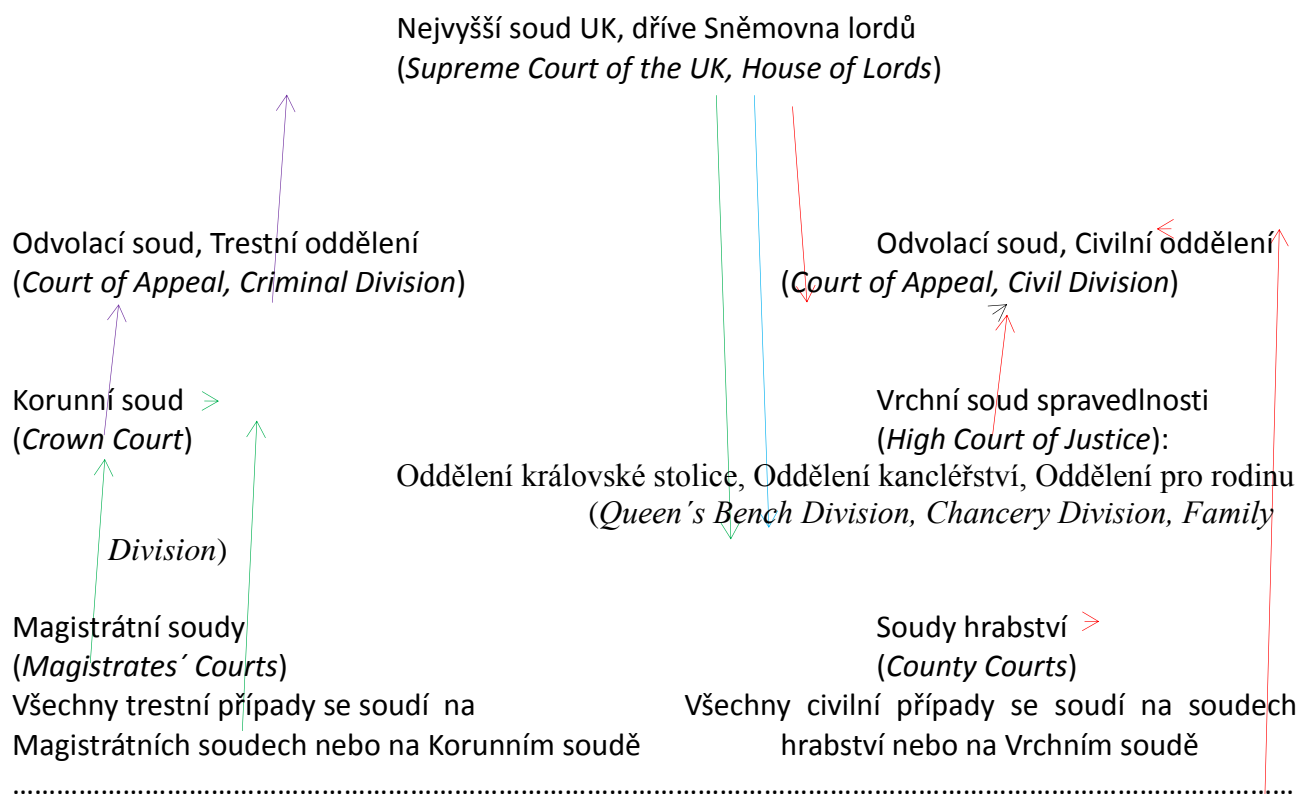 Nejvyšší soud UK, dříve Sněmovna lordů
(Supreme Court of the UK, House of Lords)
Odvolací soud, Trestní oddělení
(Court of Appeal, Criminal Division)
Odvolací soud, Civilní oddělení
(Court of Appeal, Civil Division)
Korunní soud
(Crown Court)
Vrchní soud spravedlnosti
(High Court of Justice):
Oddělení královské stolice, Oddělení kancléřství, Oddělení pro rodinu
(Queen´s Bench Division, Chancery Division, Family
Division)
Magistrátní soudy
(Magistrates´ Courts)
Všechny trestní případy se soudí na
Magistrátních soudech nebo na Korunním soudě
Soudy hrabství
(County Courts)
Všechny civilní případy se soudí na soudech
hrabství nebo na Vrchním soudě